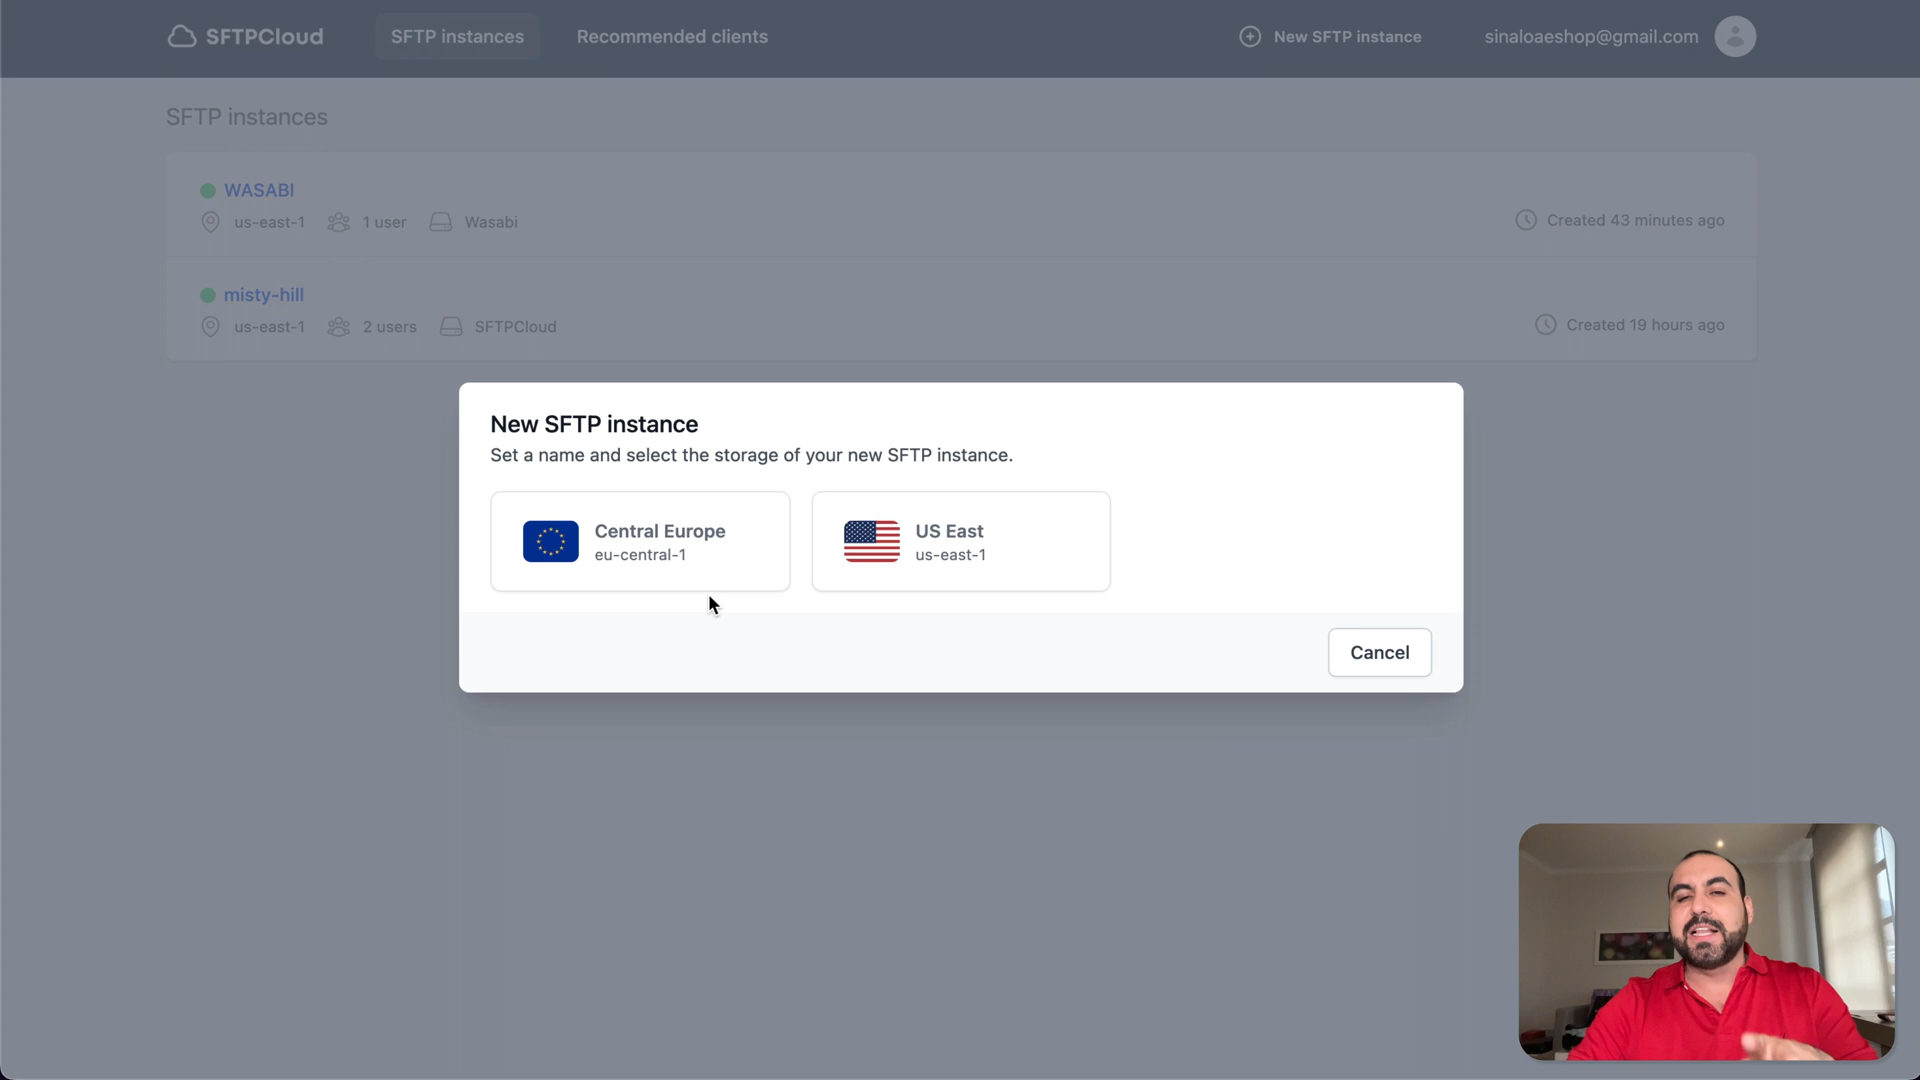 SFTPCloud
SFTP instances
Recommended clients
New SFTP instance
sinaloaeshop@gmail.com
SFTP instances
WASABI
us-east-1
1 user
Wasabi
Created 43 minutes ago
misty-hill
us-east-1
2 users
SFTPCloud
Created 19 hours ago
New SFTP instance
Set a name and select the storage of your new SFTP instance.
Central Europe
eu-central-1
US East
us-east-1
Cancel